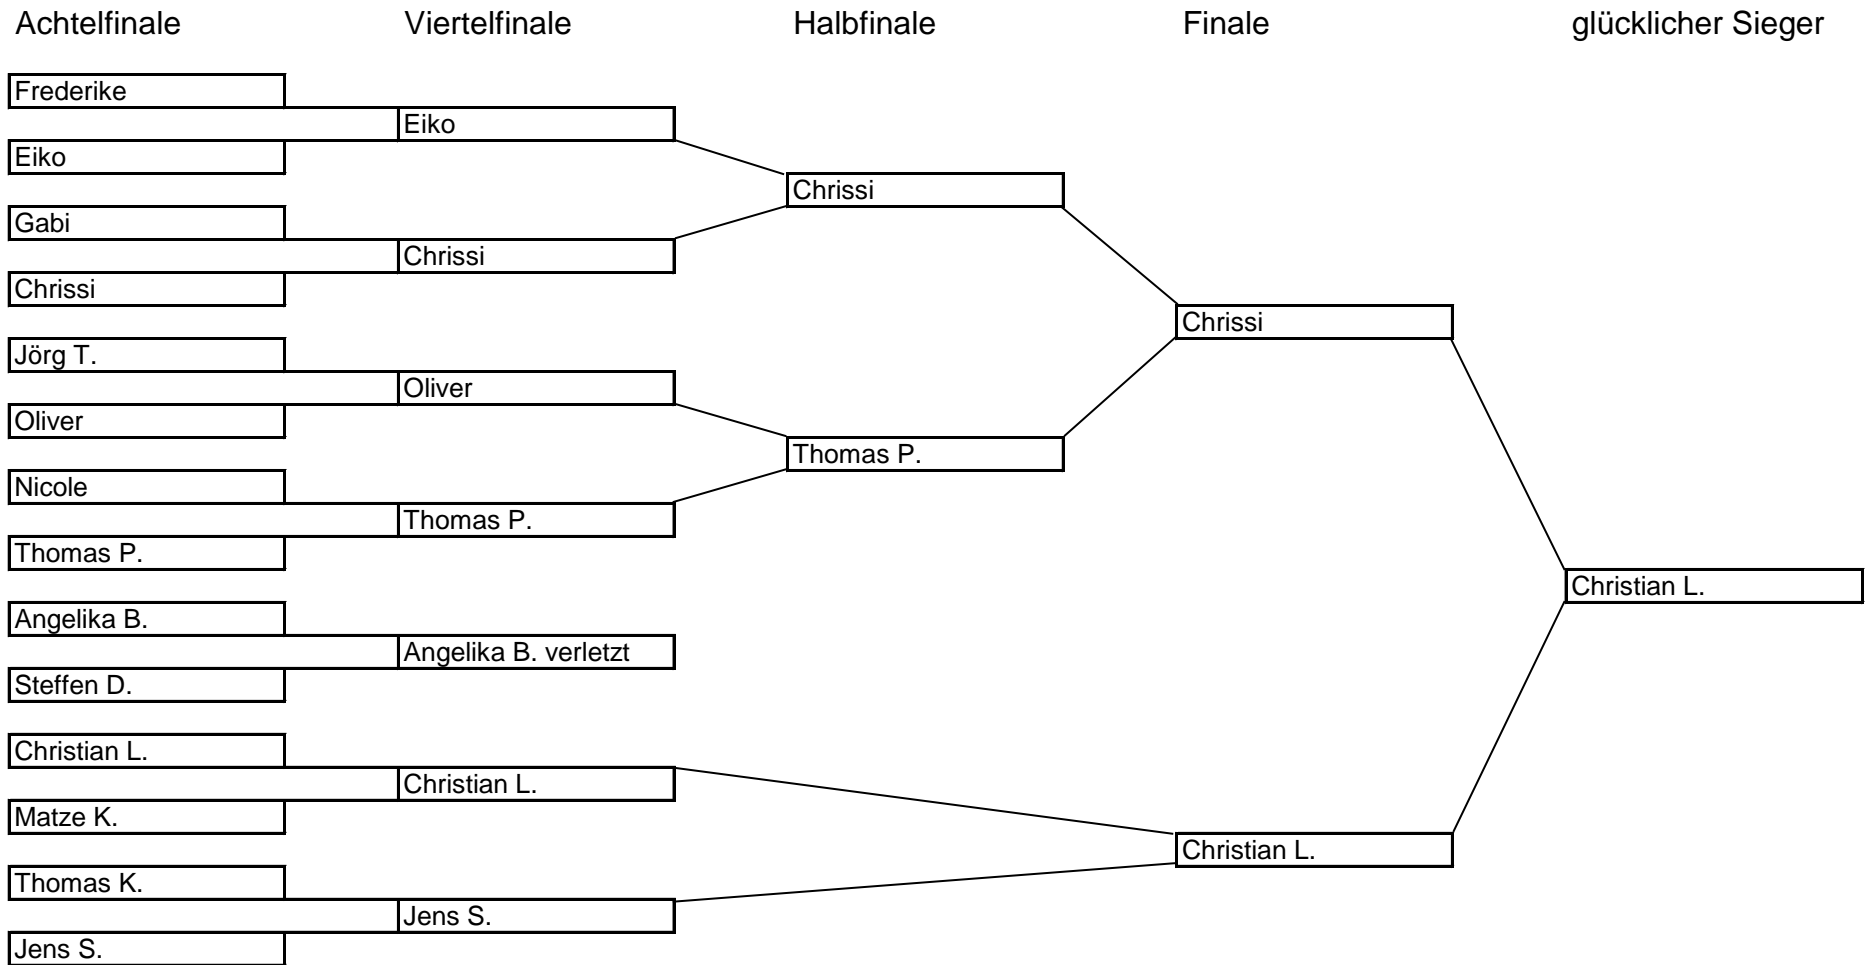 Achtelfinale Viertelfinale Halbfinale Finale glücklicher Sieger
Frederike
Eiko
Eiko
Chrissi
Gabi
Chrissi
Chrissi
Chrissi
Jörg T.
Oliver
Oliver
Thomas P.
Nicole
Thomas P.
Thomas P.
Christian L.
Angelika B.
Angelika B. verletzt
Steffen D.
Christian L.
Christian L.
Matze K.
Christian L.
Thomas K.
Jens S.
Jens S.